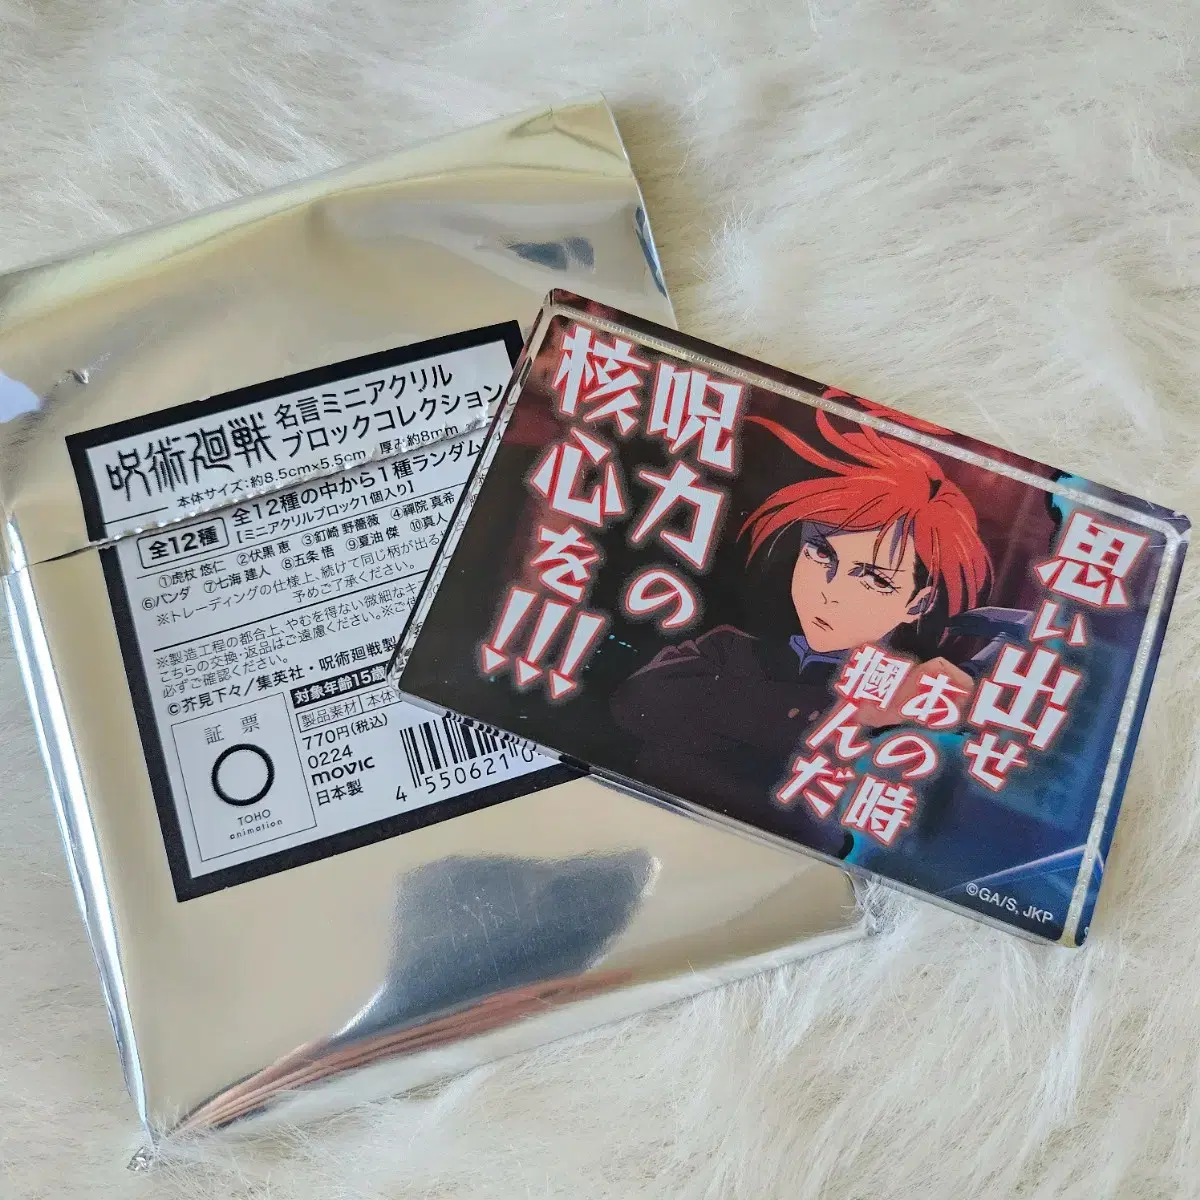 呪術廻戦
名言ミニアクリル
ブロックコレクション
本体サイズ:約8.5cm×5.5cm 厚み約8mm
全12種
全12種の中から1種ランダム
【ミニアクリルブロック1個入り】
①虎杖 悠仁 ②伏黒 恵 ③釘崎 野薔薇 ④禪院 真希
⑥パンダ ⑦七海 建人 ⑧五条 悟 ⑨夏油 傑 ⑩真人
※トレーディングの仕様上、続けて同じ柄が出る
予めご了承ください。
※製造工程の都合上、やむを得ない微細なキ
こちらの交換・返品はご遠慮ください。※ご
必ずご確認ください。
©芥見下々/集英社・呪術廻戦製
対象年齢15歳
製品素材 本体
770円(税込)
0224
movic
日本製
証票
TOHO
animation
4 550621 0
思い出せ
あの時
掴んだ
呪力の
核心を!!!
©GA/S, JKP